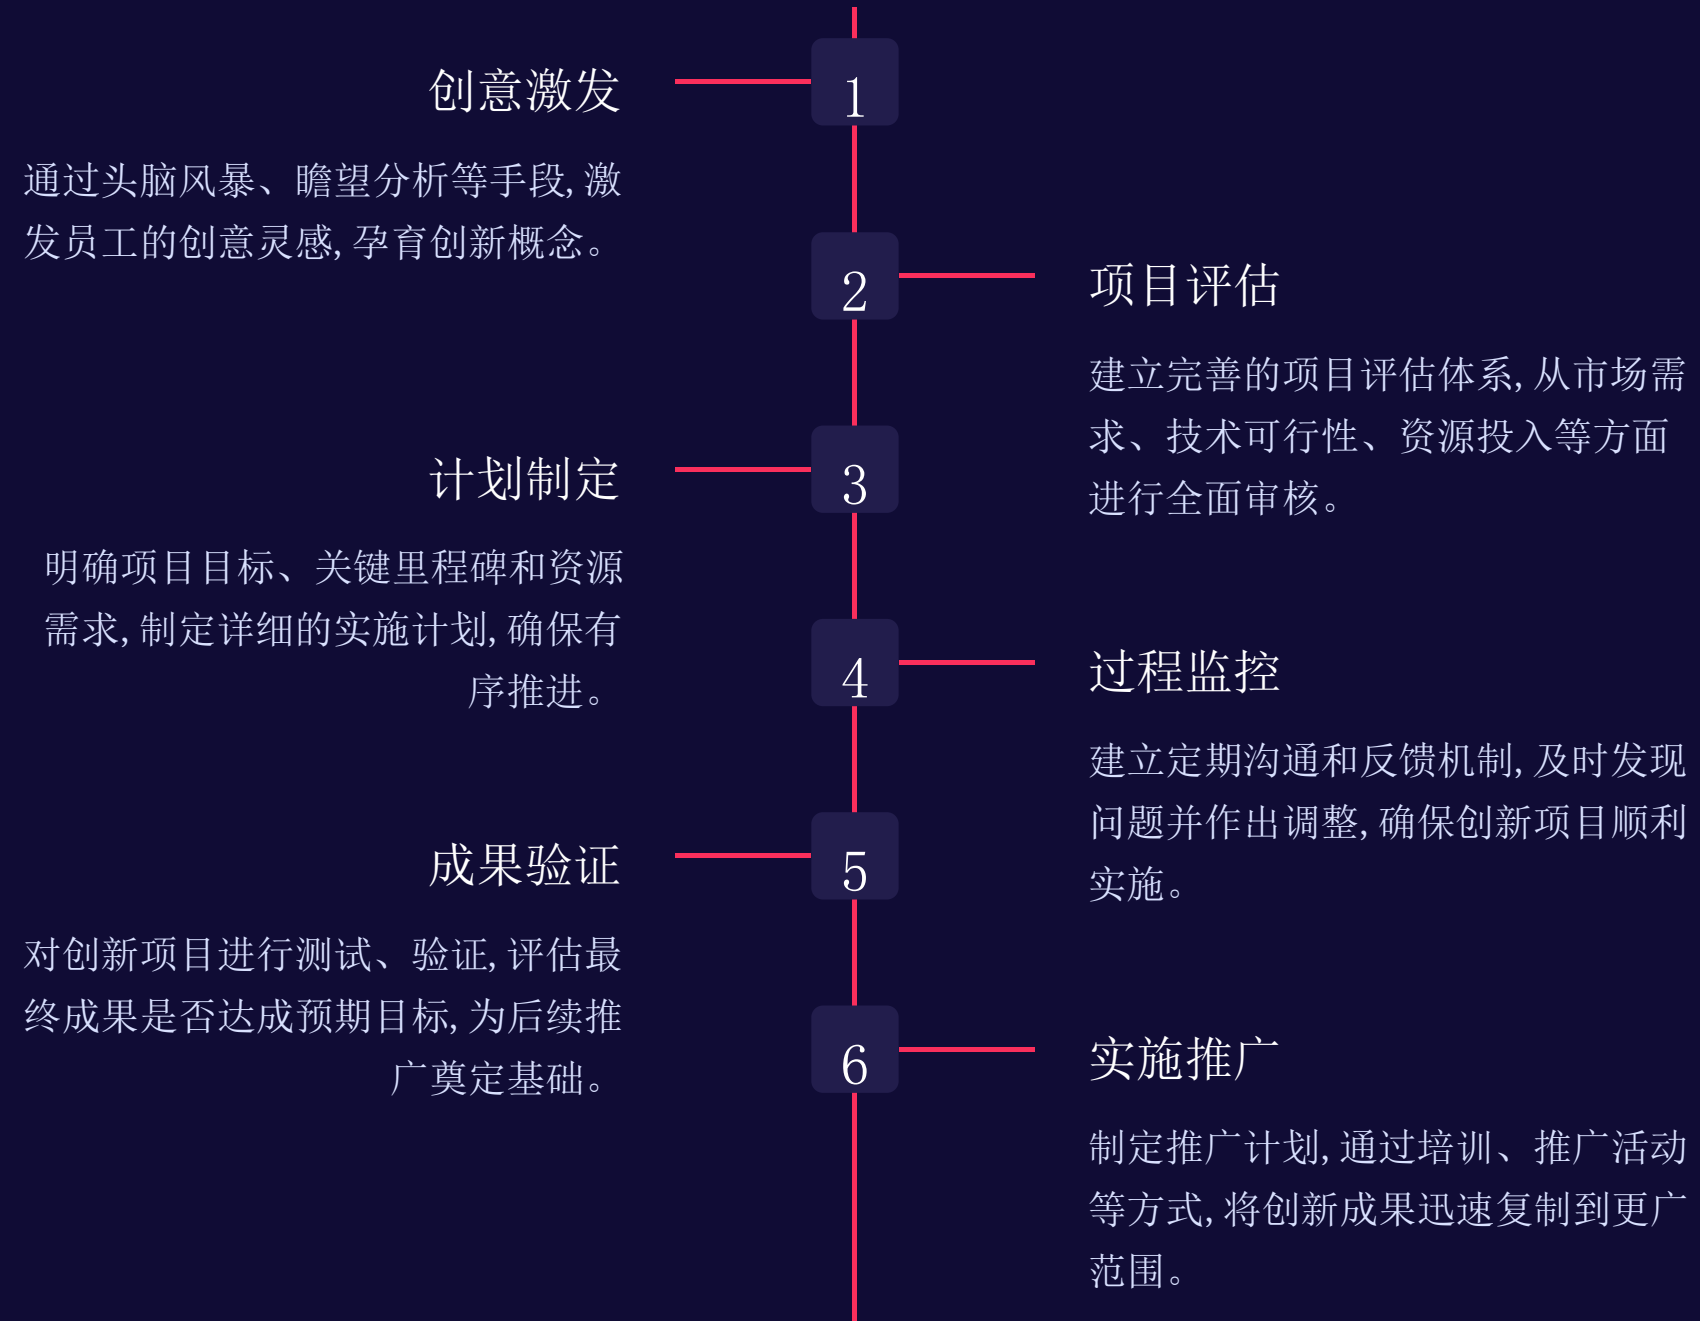 1
创意激发
通过头脑风暴、瞻望分析等手段,激
发员工的创意灵感,孕育创新概念。
2
项目评估
建立完善的项目评估体系,从市场需
求、技术可行性、资源投入等方面
进行全面审核。
3
计划制定
明确项目目标、关键里程碑和资源
需求,制定详细的实施计划,确保有
序推进。
4
过程监控
建立定期沟通和反馈机制,及时发现
问题并作出调整,确保创新项目顺利
实施。
5
成果验证
对创新项目进行测试、验证,评估最
终成果是否达成预期目标,为后续推
广奠定基础。
6
实施推广
制定推广计划,通过培训、推广活动
等方式,将创新成果迅速复制到更广
范围。